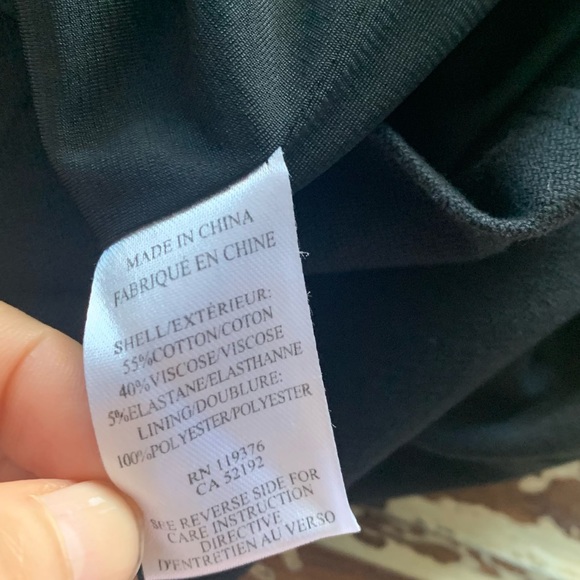 MADE IN CHINA
FABRIQUÉ EN CHINE
SHELL/EXTÉRIEUR:
55%COTTON/COTON
40%VISCOSE/VISCOSE
5%ELASTANE/ELASTHANNE
LINING/DOUBLURE:
100%POLYESTER/POLYESTER
RN 119376
CA 52192
SEE REVERSE SIDE FOR
CARE INSTRUCTION
DIRECTIVE
D'ENTRETIEN AU VERSO